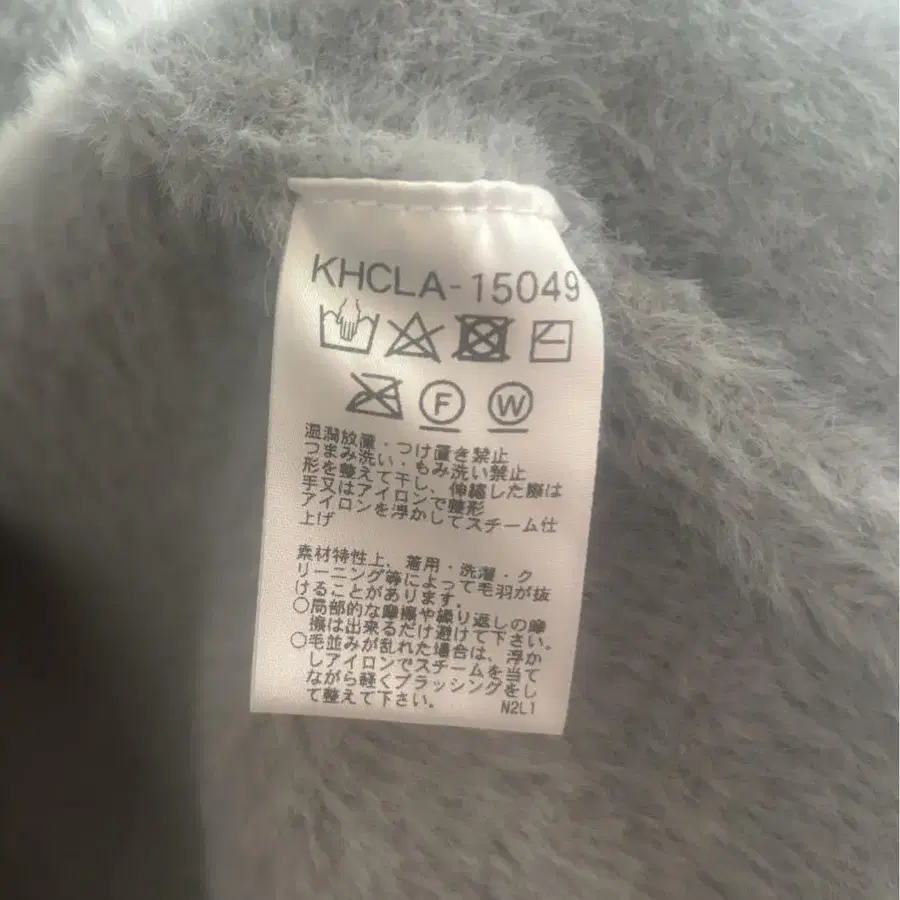 KHCLA-15049
F W
湿潤放置・つけ置き禁止
つまみ洗い・もみ洗い禁止
形を整えて干し、伸縮した際は
手又はアイロンで整形
アイロンを浮かしてスチーム仕
上げ
素材特性上、着用・洗濯・ク
リーニング等によって毛羽が抜
けることがあります。
○局部的な摩擦や繰り返しの摩
擦は出来るだけ避けて下さい。
○毛並みが乱れた場合は、浮か
しアイロンでスチームを当て
ながら軽くブラッシングをし
て整えて下さい。
N2L1